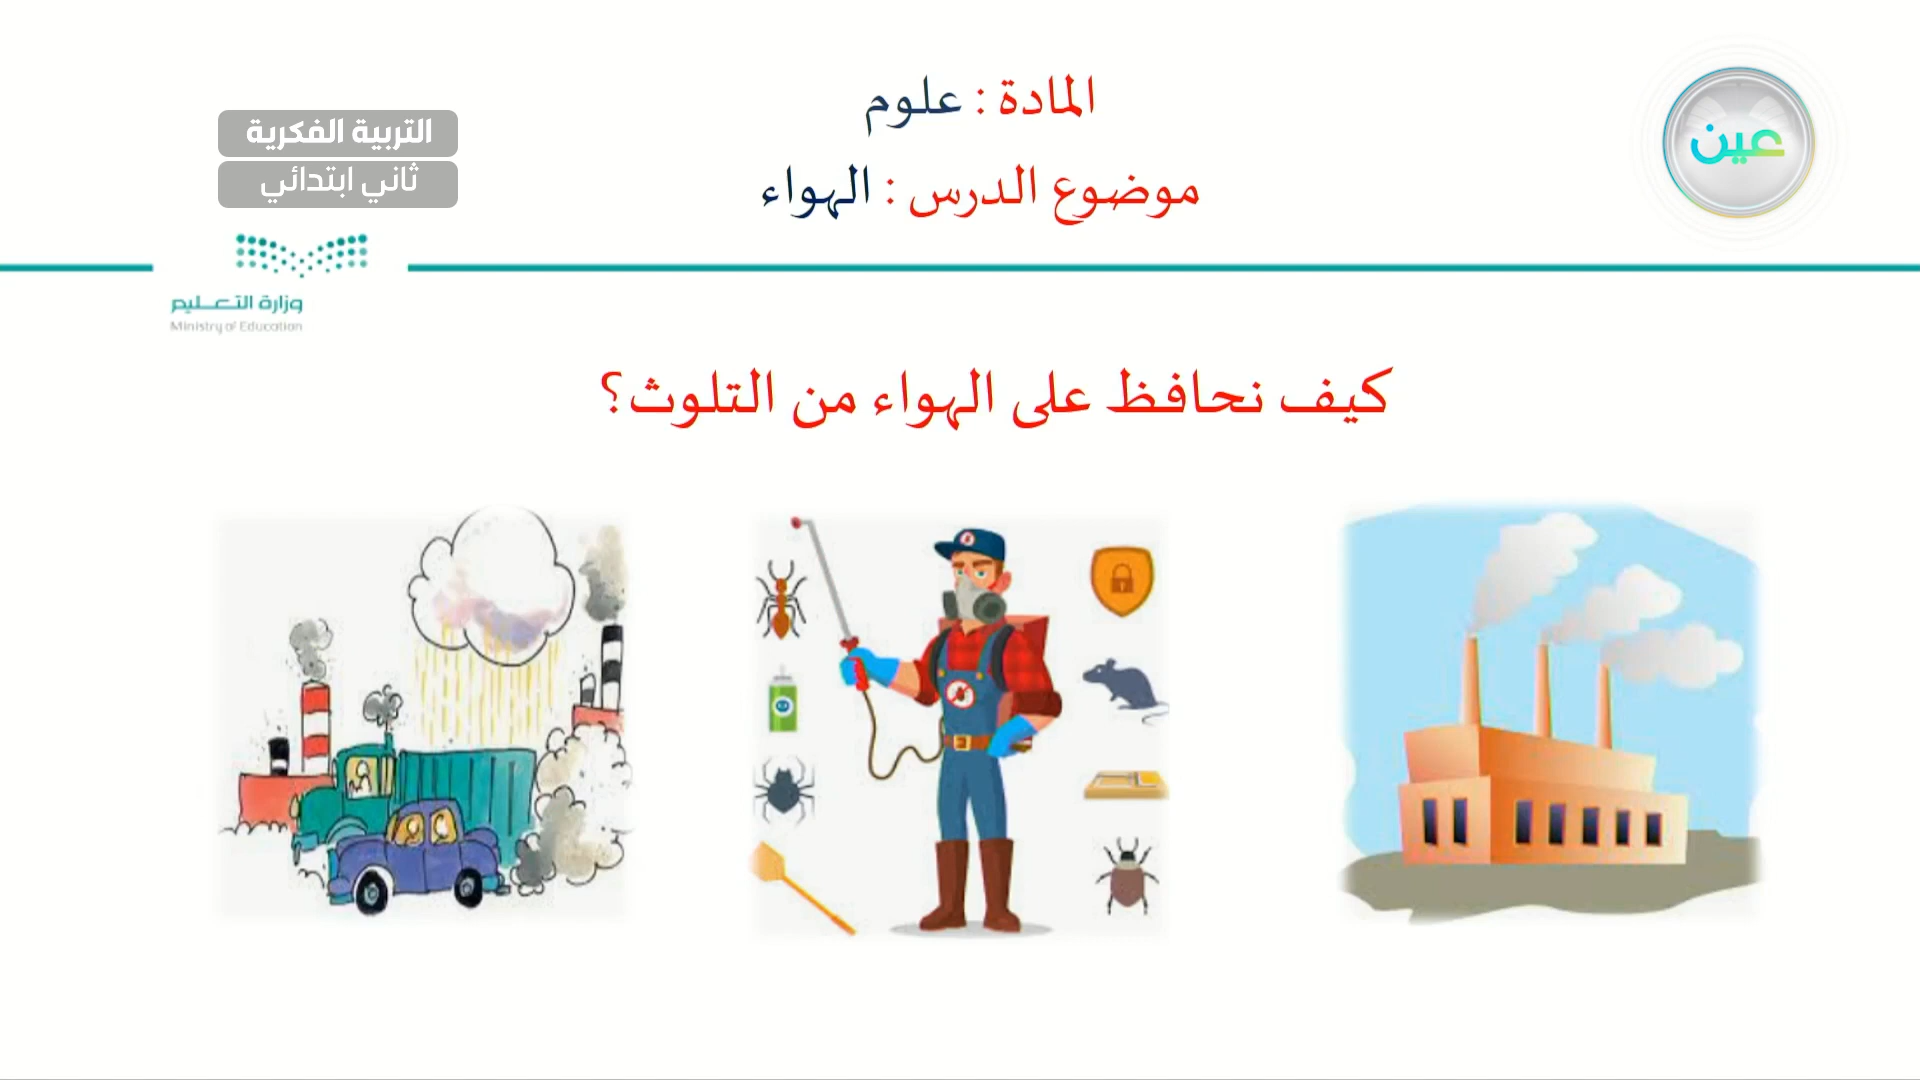 المادة : علوم
موضوع الدرس : الهواء
عين
التربية الفكرية
ثاني ابتدائي
وزارة التعليم
Ministry of Education
كيف نحافظ على الهواء من التلوث؟